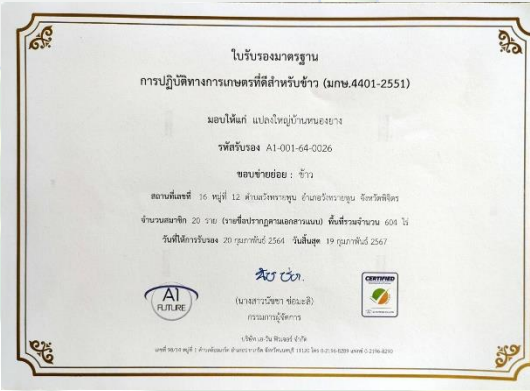 ใบรับรองมาตรฐาน
การปฏิบัติทางการเกษตรที่ดีสำหรับข้าว (มกษ.4401-2551)
มอบให้แก่ แปลงใหญ่บ้านหนองยาง
รหัสรับรอง A1-001-64-0026
ขอบข่ายย่อย : ข้าว
สถานที่เลขที่ 16 หมู่ที่ 12 ตำบลวังทรายพูน อำเภอวังทรายพูน จังหวัดพิจิตร
จำนวนสมาชิก 20 ราย (รายชื่อปรากฏตามเอกสารแนบ) พื้นที่รวมจำนวน 604 ไร่
วันที่ให้การรับรอง 20 กุมภาพันธ์ 2564 วันสิ้นสุด 19 กุมภาพันธ์ 2567
A1
FUTURE
CERTIFIED
(นางสาวนัชชา ช่อมะลิ)
กรรมการผู้จัดการ
บริษัท เอ วัน ฟิวเจอร์ จำกัด